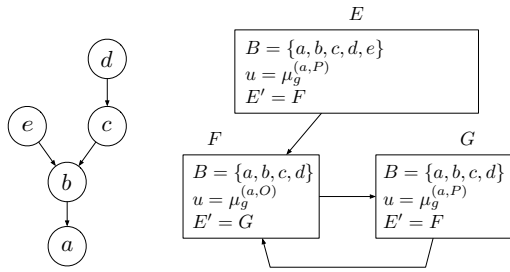 d
e
c
b
a
E
B = {a, b, c, d, e}
u = μ_g^{(a,P)}
E′ = F
F
B = {a, b, c, d}
u = μ_g^{(a,O)}
E′ = G
G
B = {a, b, c, d}
u = μ_g^{(a,P)}
E′ = F